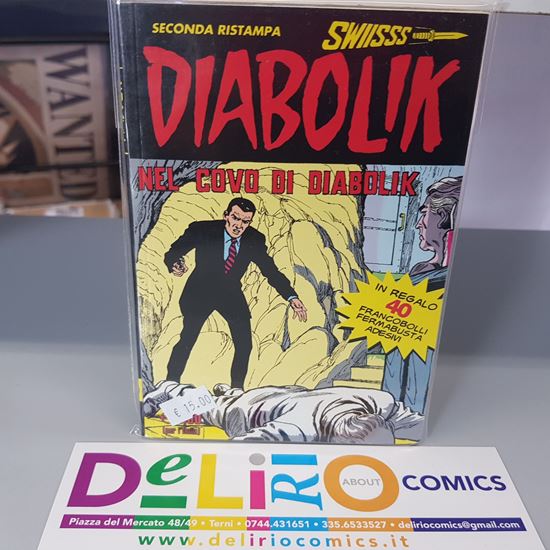 SECONDA RISTAMPA
SWIISSS
DIABOLIK
NEL COVO DI DIABOLIK
IN REGALO
40
FRANCOBOLLI
FERMABUSTA
ADESIVI
€ 15.00
WANTED
DeLiRiO
ABOUT
COMICS
Piazza del Mercato 48/49 • Terni • 0744.431651 • 335.6533527 • deliriocomics@gmail.com
www.deliriocomics.it